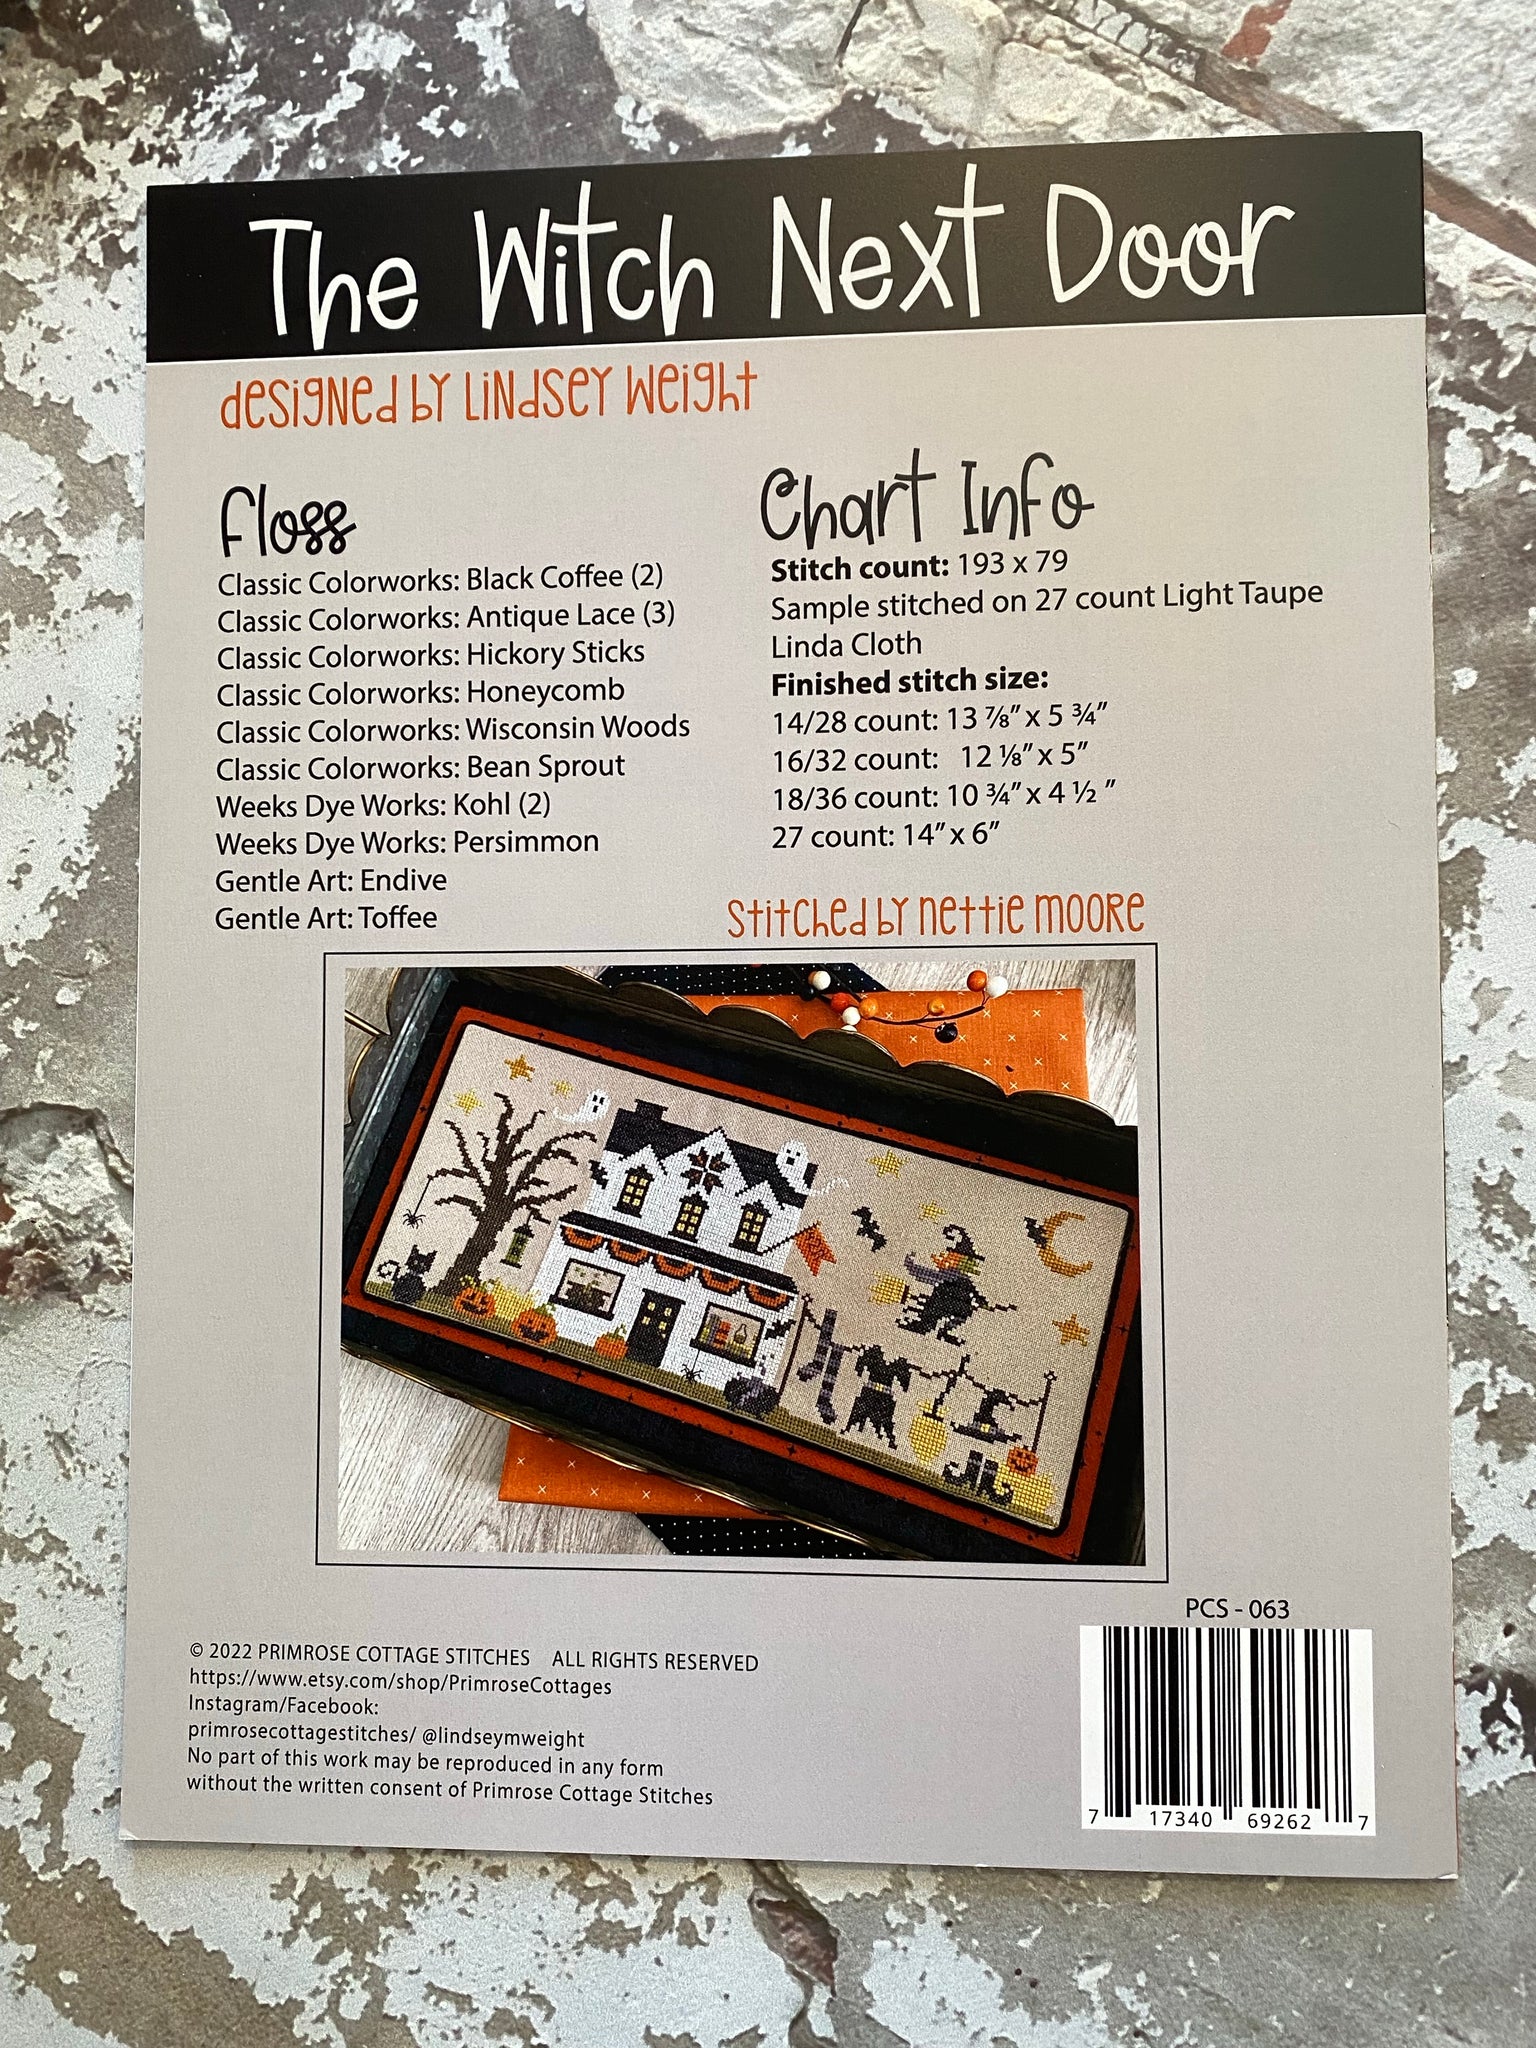 The Witch Next Door
designed by Lindsey Weight
Floss
Classic Colorworks: Black Coffee (2)
Classic Colorworks: Antique Lace (3)
Classic Colorworks: Hickory Sticks
Classic Colorworks: Honeycomb
Classic Colorworks: Wisconsin Woods
Classic Colorworks: Bean Sprout
Weeks Dye Works: Kohl (2)
Weeks Dye Works: Persimmon
Gentle Art: Endive
Gentle Art: Toffee
Chart Info
Stitch count: 193 x 79
Sample stitched on 27 count Light Taupe
Linda Cloth
Finished stitch size:
14/28 count: 13 ⅞” x 5 ¾”
16/32 count: 12 ⅛” x 5”
18/36 count: 10 ¾” x 4 ½ ”
27 count: 14” x 6”
Stitched by Nettie Moore
PCS - 063
© 2022 PRIMROSE COTTAGE STITCHES ALL RIGHTS RESERVED
https://www.etsy.com/shop/PrimroseCottages
Instagram/Facebook:
primrosecottagestitches/ @lindseymweight
No part of this work may be reproduced in any form
without the written consent of Primrose Cottage Stitches
7 17340 69262 7